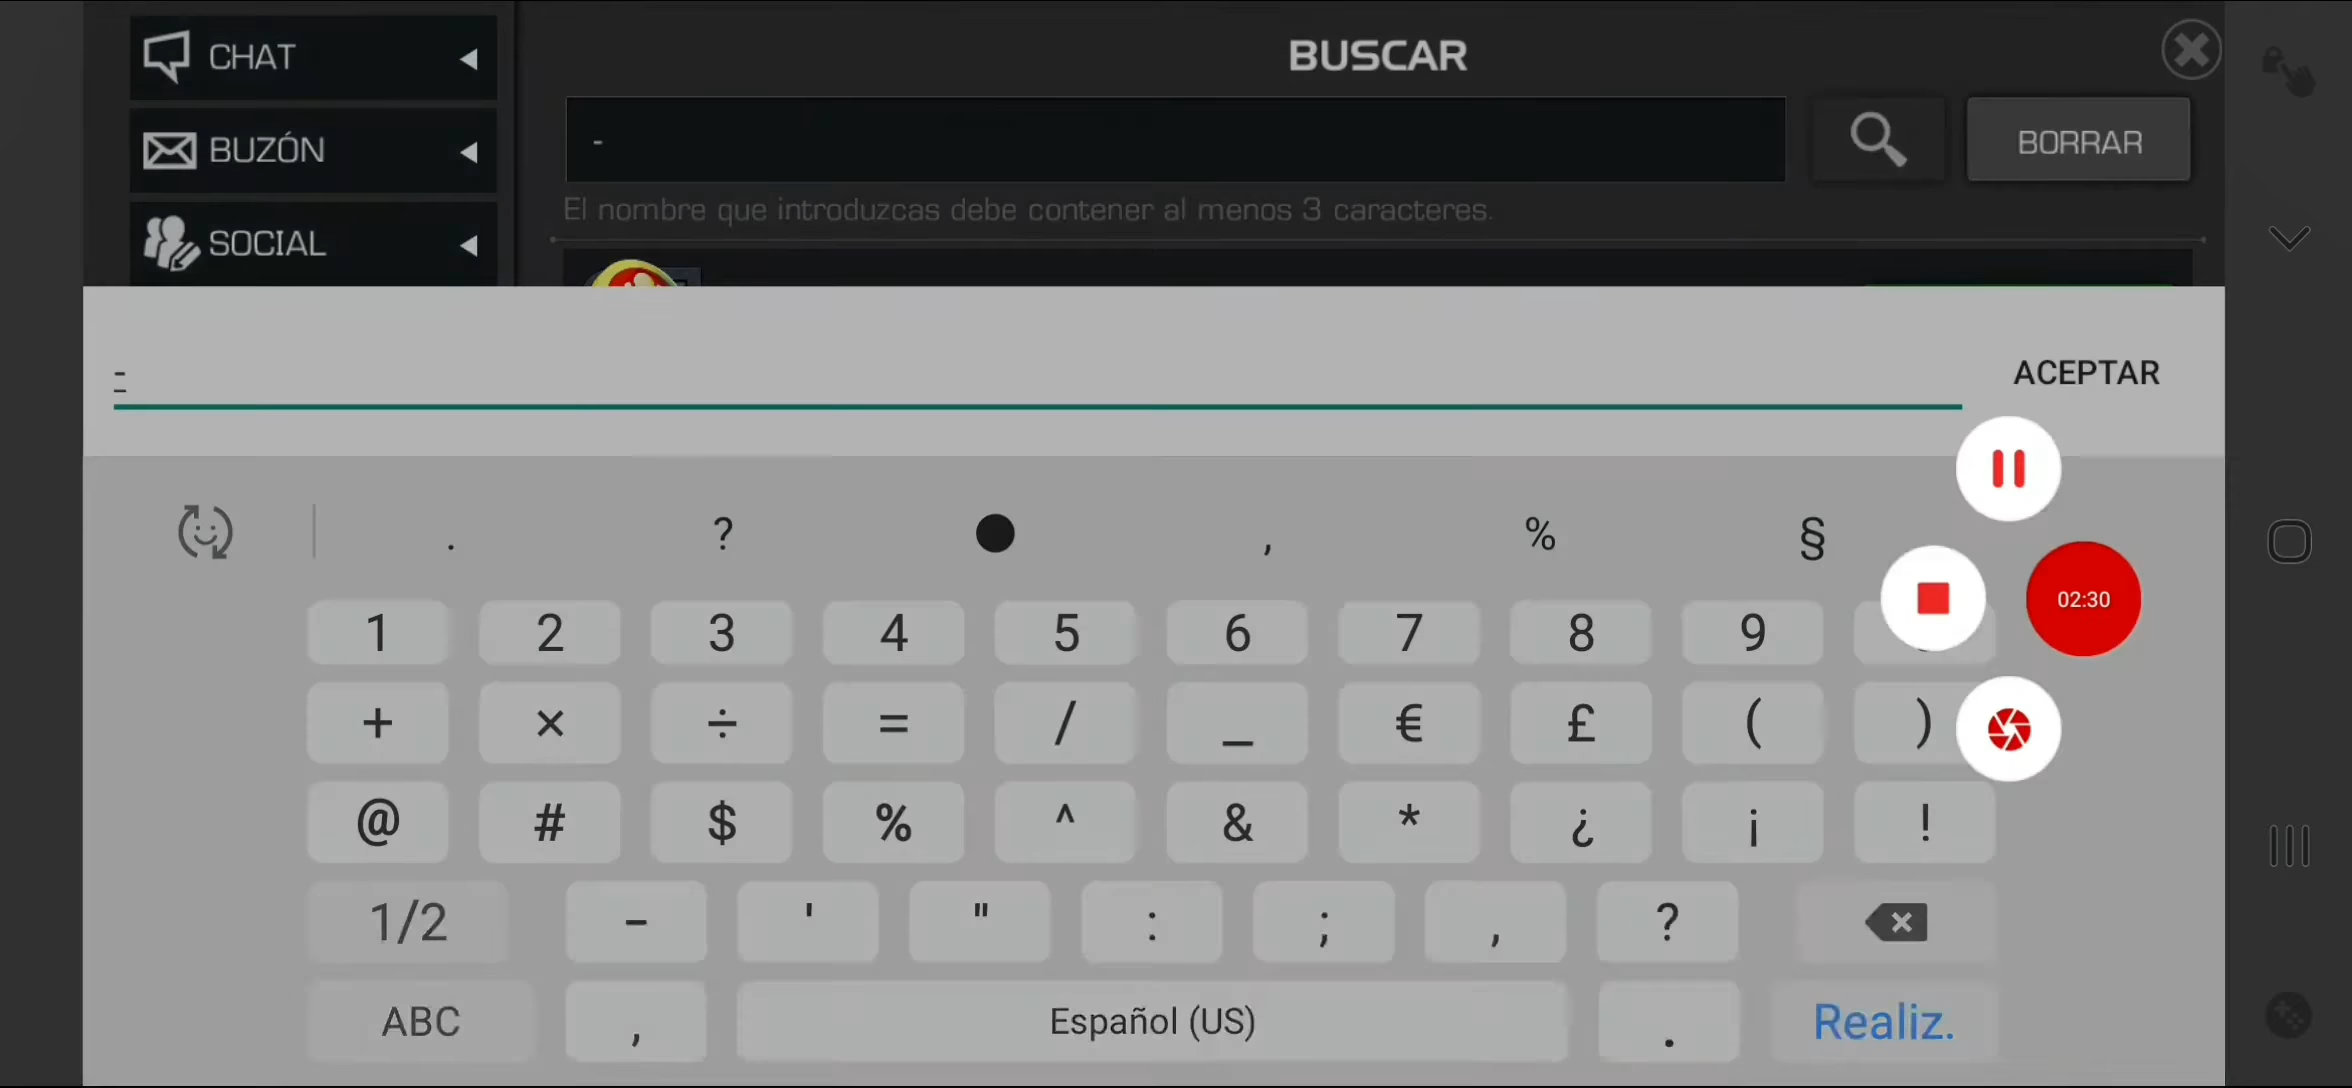 CHAT
BUZÓN
SOCIAL
BUSCAR
-
BORRAR
El nombre que introduzcas debe contener al menos 3 caracteres.
-
ACEPTAR
. ? ● , % §
1 2 3 4 5 6 7 8 9
02:30
+ × ÷ = / _ € £ ( )
@ # $ % ^ & * ¿ ¡ !
1/2 - ' " : ; , ?
ABC , Español (US) . Realiz.